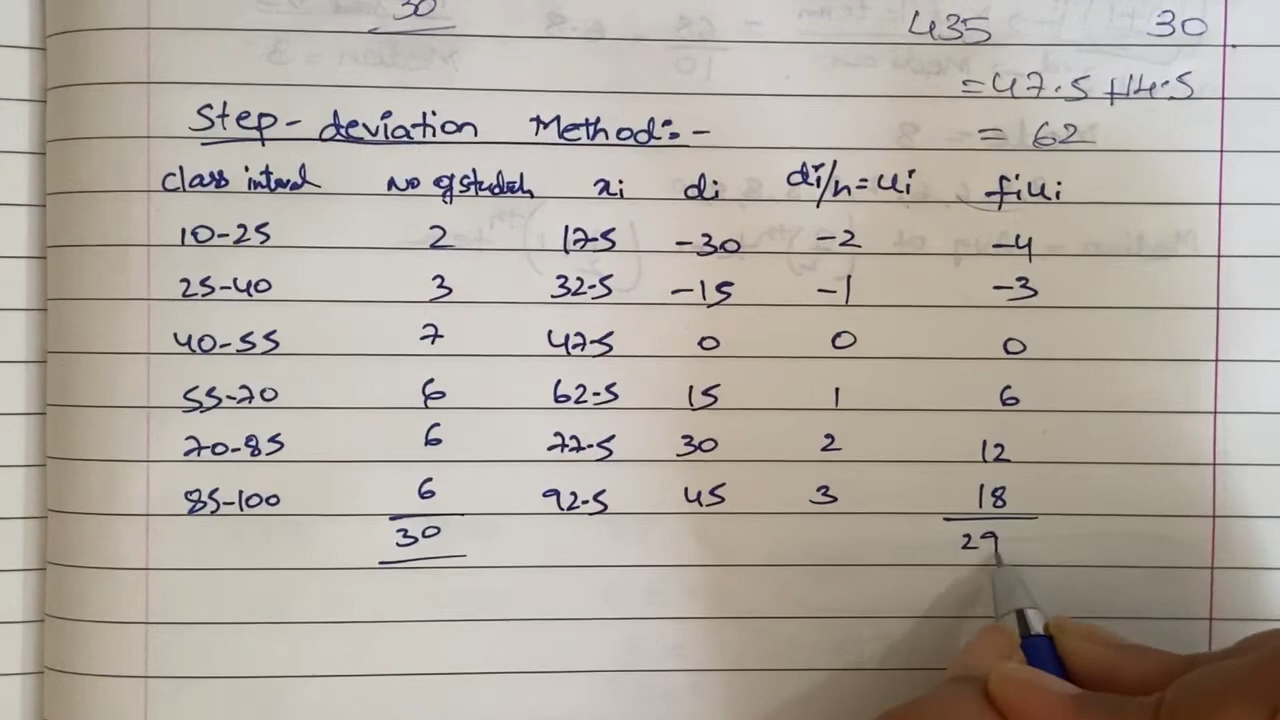 30
435 30
= 47.5 + 14.5
= 62
Step-deviation Method:-
class interval No of students xi di di/h = ui fiui
10-25 2 17.5 -30 -2 -4
25-40 3 32.5 -15 -1 -3
40-55 7 47.5 0 0 0
55-70 6 62.5 15 1 6
70-85 6 77.5 30 2 12
85-100 6 92.5 45 3 18
30 29